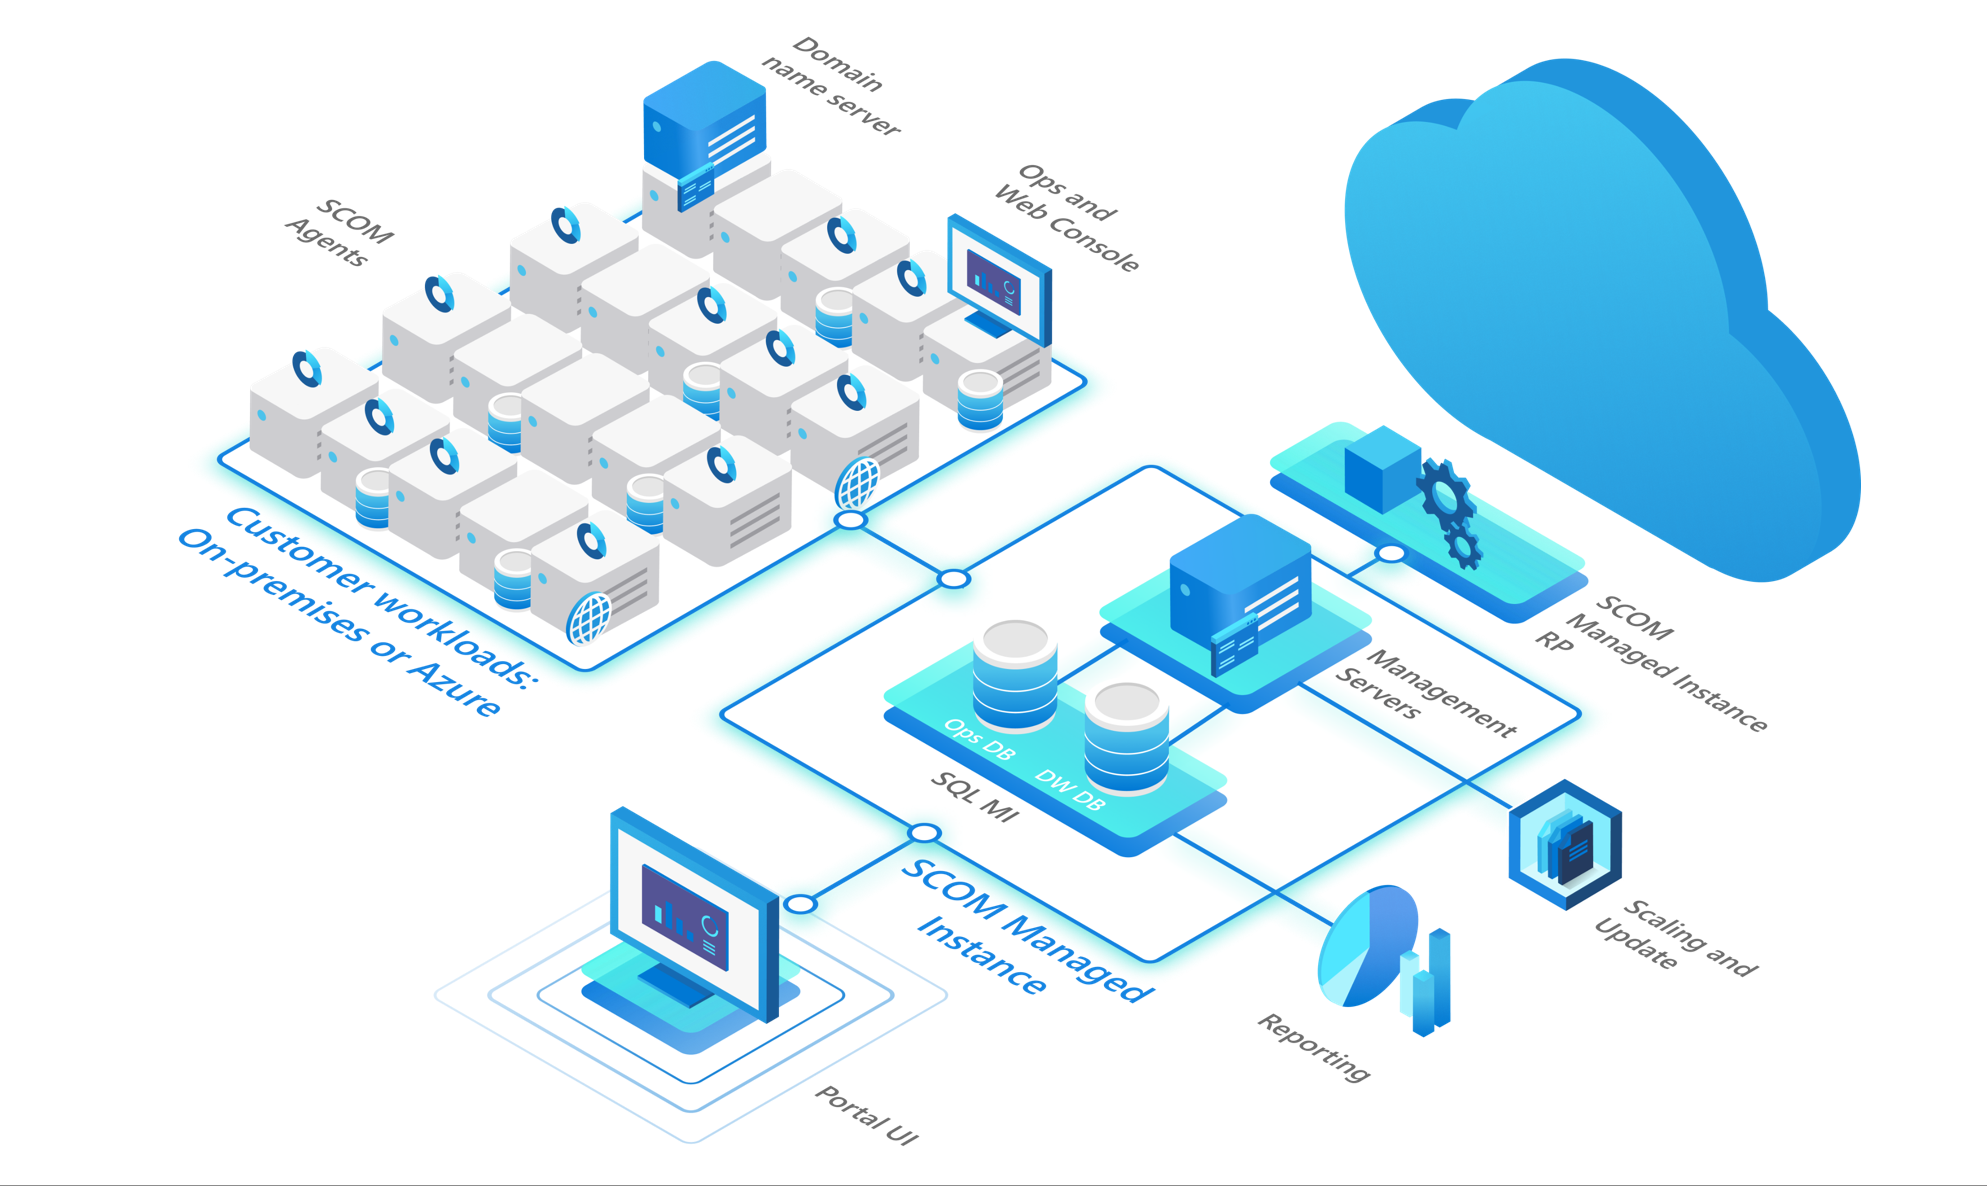 Domain
name server
Ops and
Web Console
SCOM
Agents
Customer workloads:
On-premises or Azure
SCOM
Managed Instance
RP
Management
Servers
Ops DB
DW DB
SQL MI
SCOM Managed
Instance
Scaling and
Update
Reporting
Portal UI